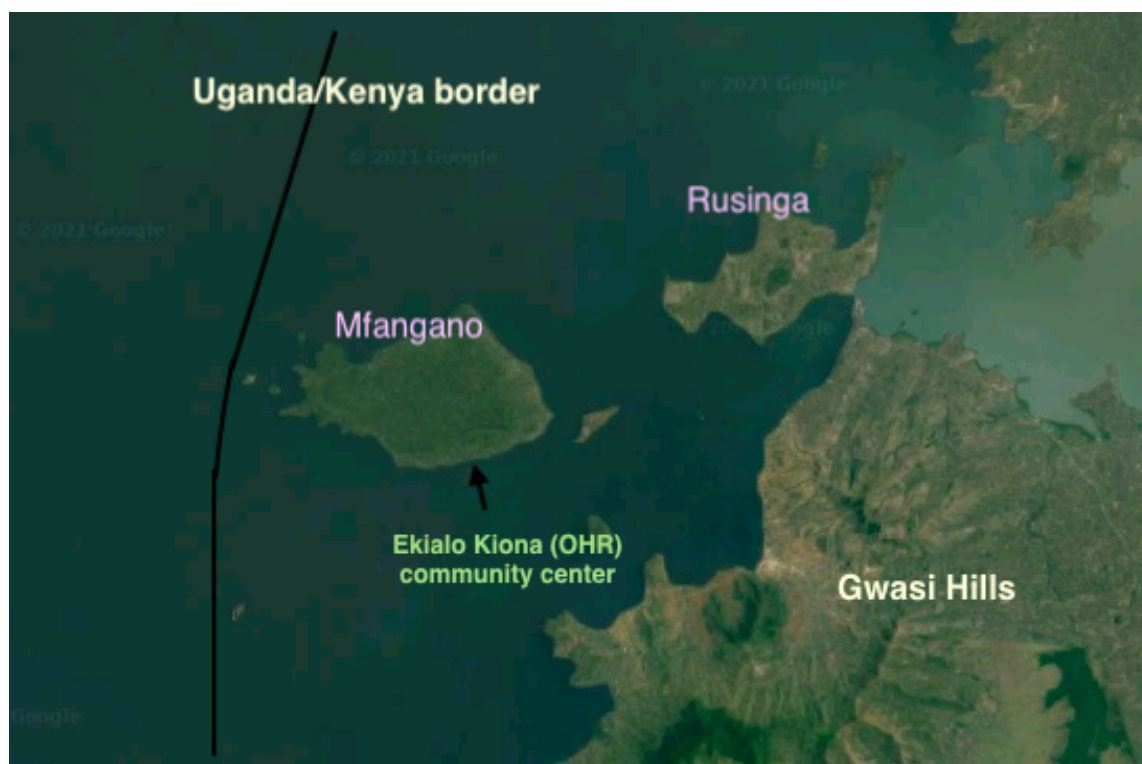 Uganda/Kenya border
© 2021 Google
© 2021 Google
Rusinga
© 2021 Google
Mfangano
Google
Ekialo Kiona (OHR)
community center
Gwasi Hills
Google